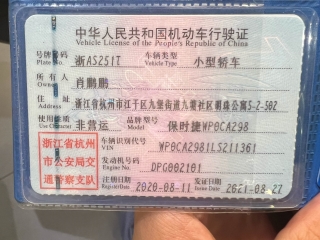 中华人民共和国机动车行驶证
Vehicle License of the People's Republic of China
号牌号码 浙AS251T 车辆类型 小型轿车
Plate No. Vehicle Type
所有人 肖鹏鹏
Owner
住址 浙江省杭州市江干区九堡街道九堡社区明珠公寓5-2-502
Address
使用性质 非营运 品牌型号 保时捷WP0CA298
Use Character Model
浙江省杭州市公安局交通警察支队
车辆识别代号 WP0CA2981LS211361
VIN
发动机号码 DPG002101
Engine No.
注册日期 2020-08-11 发证日期 2021-08-27
Register Date Issue Date